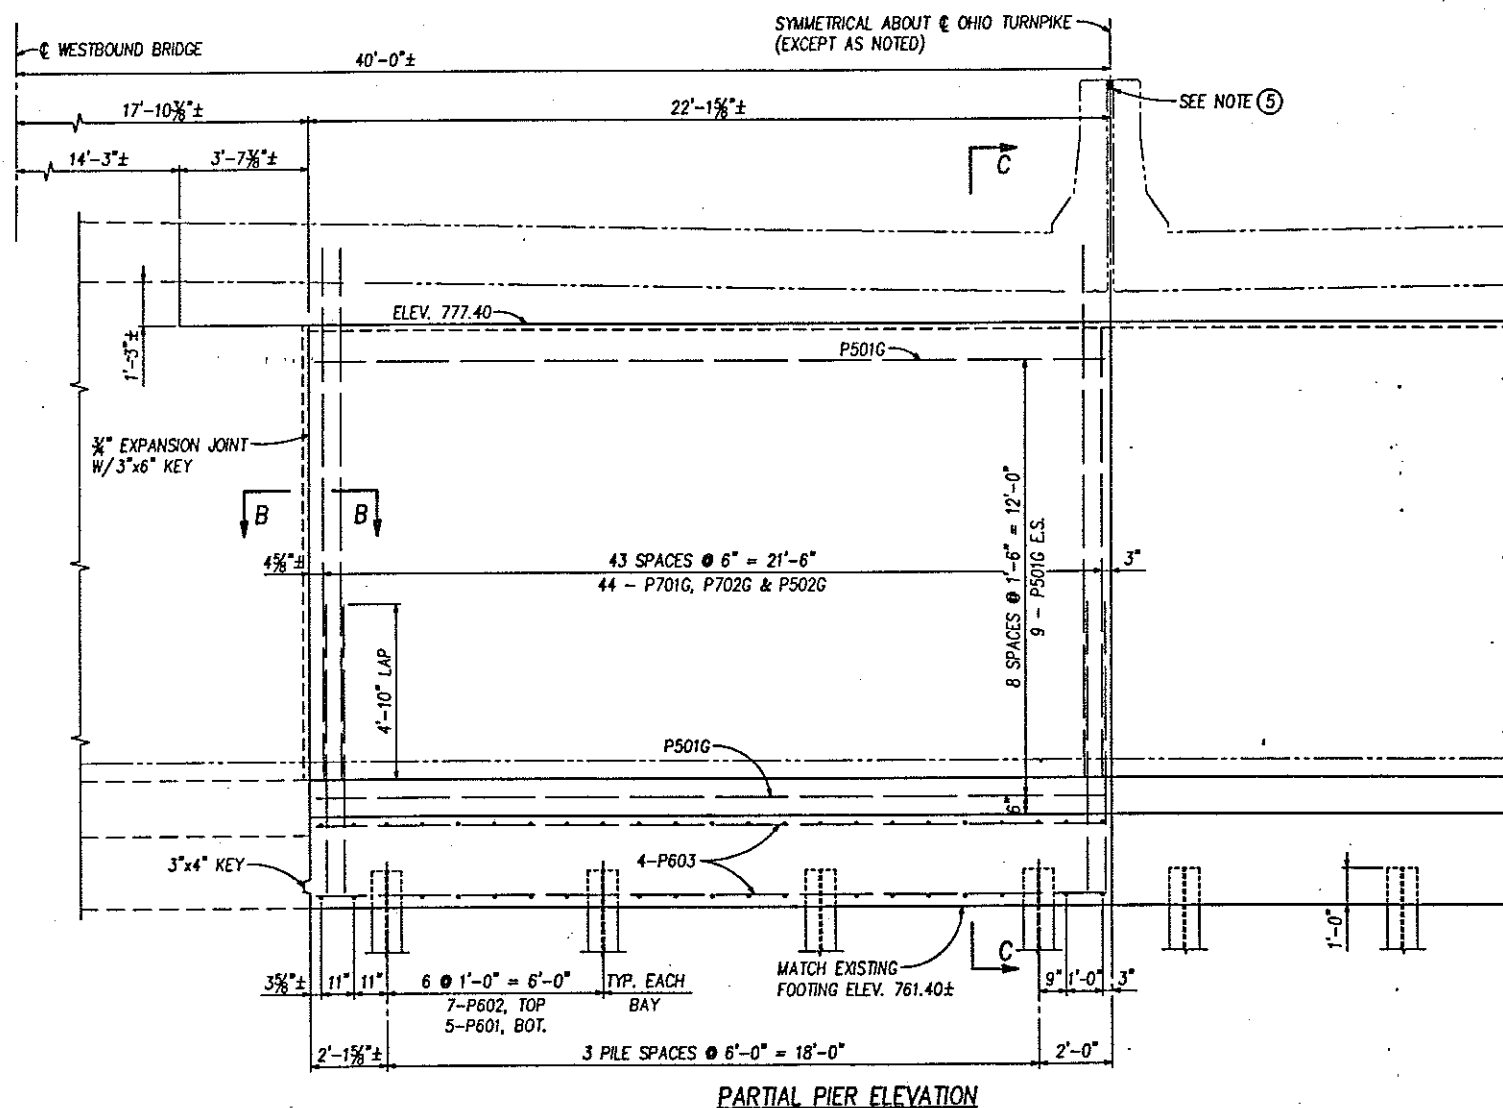 ℄ WESTBOUND BRIDGE
SYMMETRICAL ABOUT ℄ OHIO TURNPIKE
(EXCEPT AS NOTED)
40'-0"±
17'-10⅜"±
22'-1⅝"±
SEE NOTE ⑤
14'-3"±
3'-7⅜"±
C
ELEV. 777.40
P501G
1'-3"±
¾" EXPANSION JOINT
W/3"x6" KEY
B
B
4⅝"±
43 SPACES @ 6" = 21'-6"
44 - P701G, P702G & P502G
3"
8 SPACES @ 1'-6" = 12'-0"
9 - P501G E.S.
4'-10" LAP
P501G
6"
3"x4" KEY
4-P603
1'-0"
C
3⅝"±
11"
11"
6 @ 1'-0" = 6'-0"
7-P602, TOP
5-P601, BOT.
TYP. EACH
BAY
MATCH EXISTING
FOOTING ELEV. 761.40±
9"
1'-0"
3"
2'-1⅝"±
3 PILE SPACES @ 6'-0" = 18'-0"
2'-0"
PARTIAL PIER ELEVATION